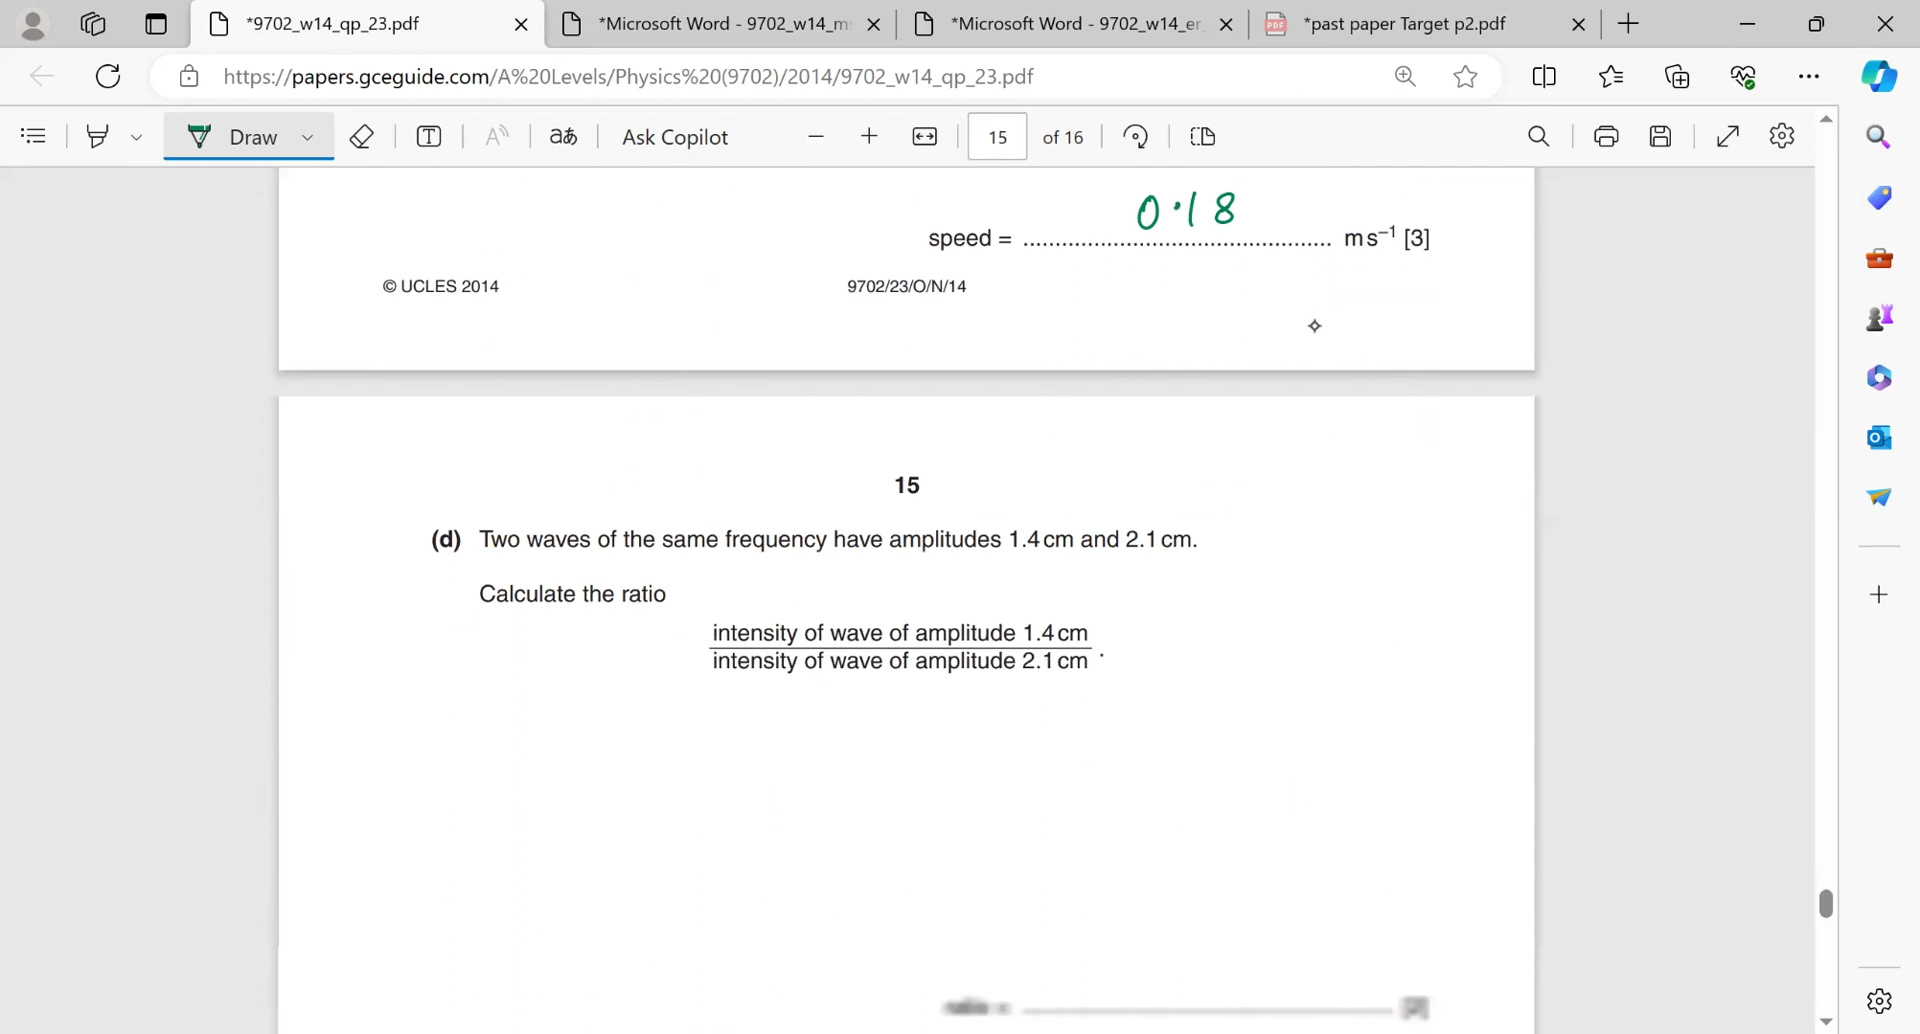 *9702_w14_qp_23.pdf
*Microsoft Word - 9702_w14_m
*Microsoft Word - 9702_w14_er_
*past paper Target p2.pdf
https://papers.gceguide.com/A%20Levels/Physics%20(9702)/2014/9702_w14_qp_23.pdf
Draw
aあ
Ask Copilot
15 of 16
0.18
speed = ................................................ m s⁻¹ [3]
© UCLES 2014
9702/23/O/N/14
15
(d) Two waves of the same frequency have amplitudes 1.4 cm and 2.1 cm.
Calculate the ratio
intensity of wave of amplitude 1.4 cm
intensity of wave of amplitude 2.1 cm .